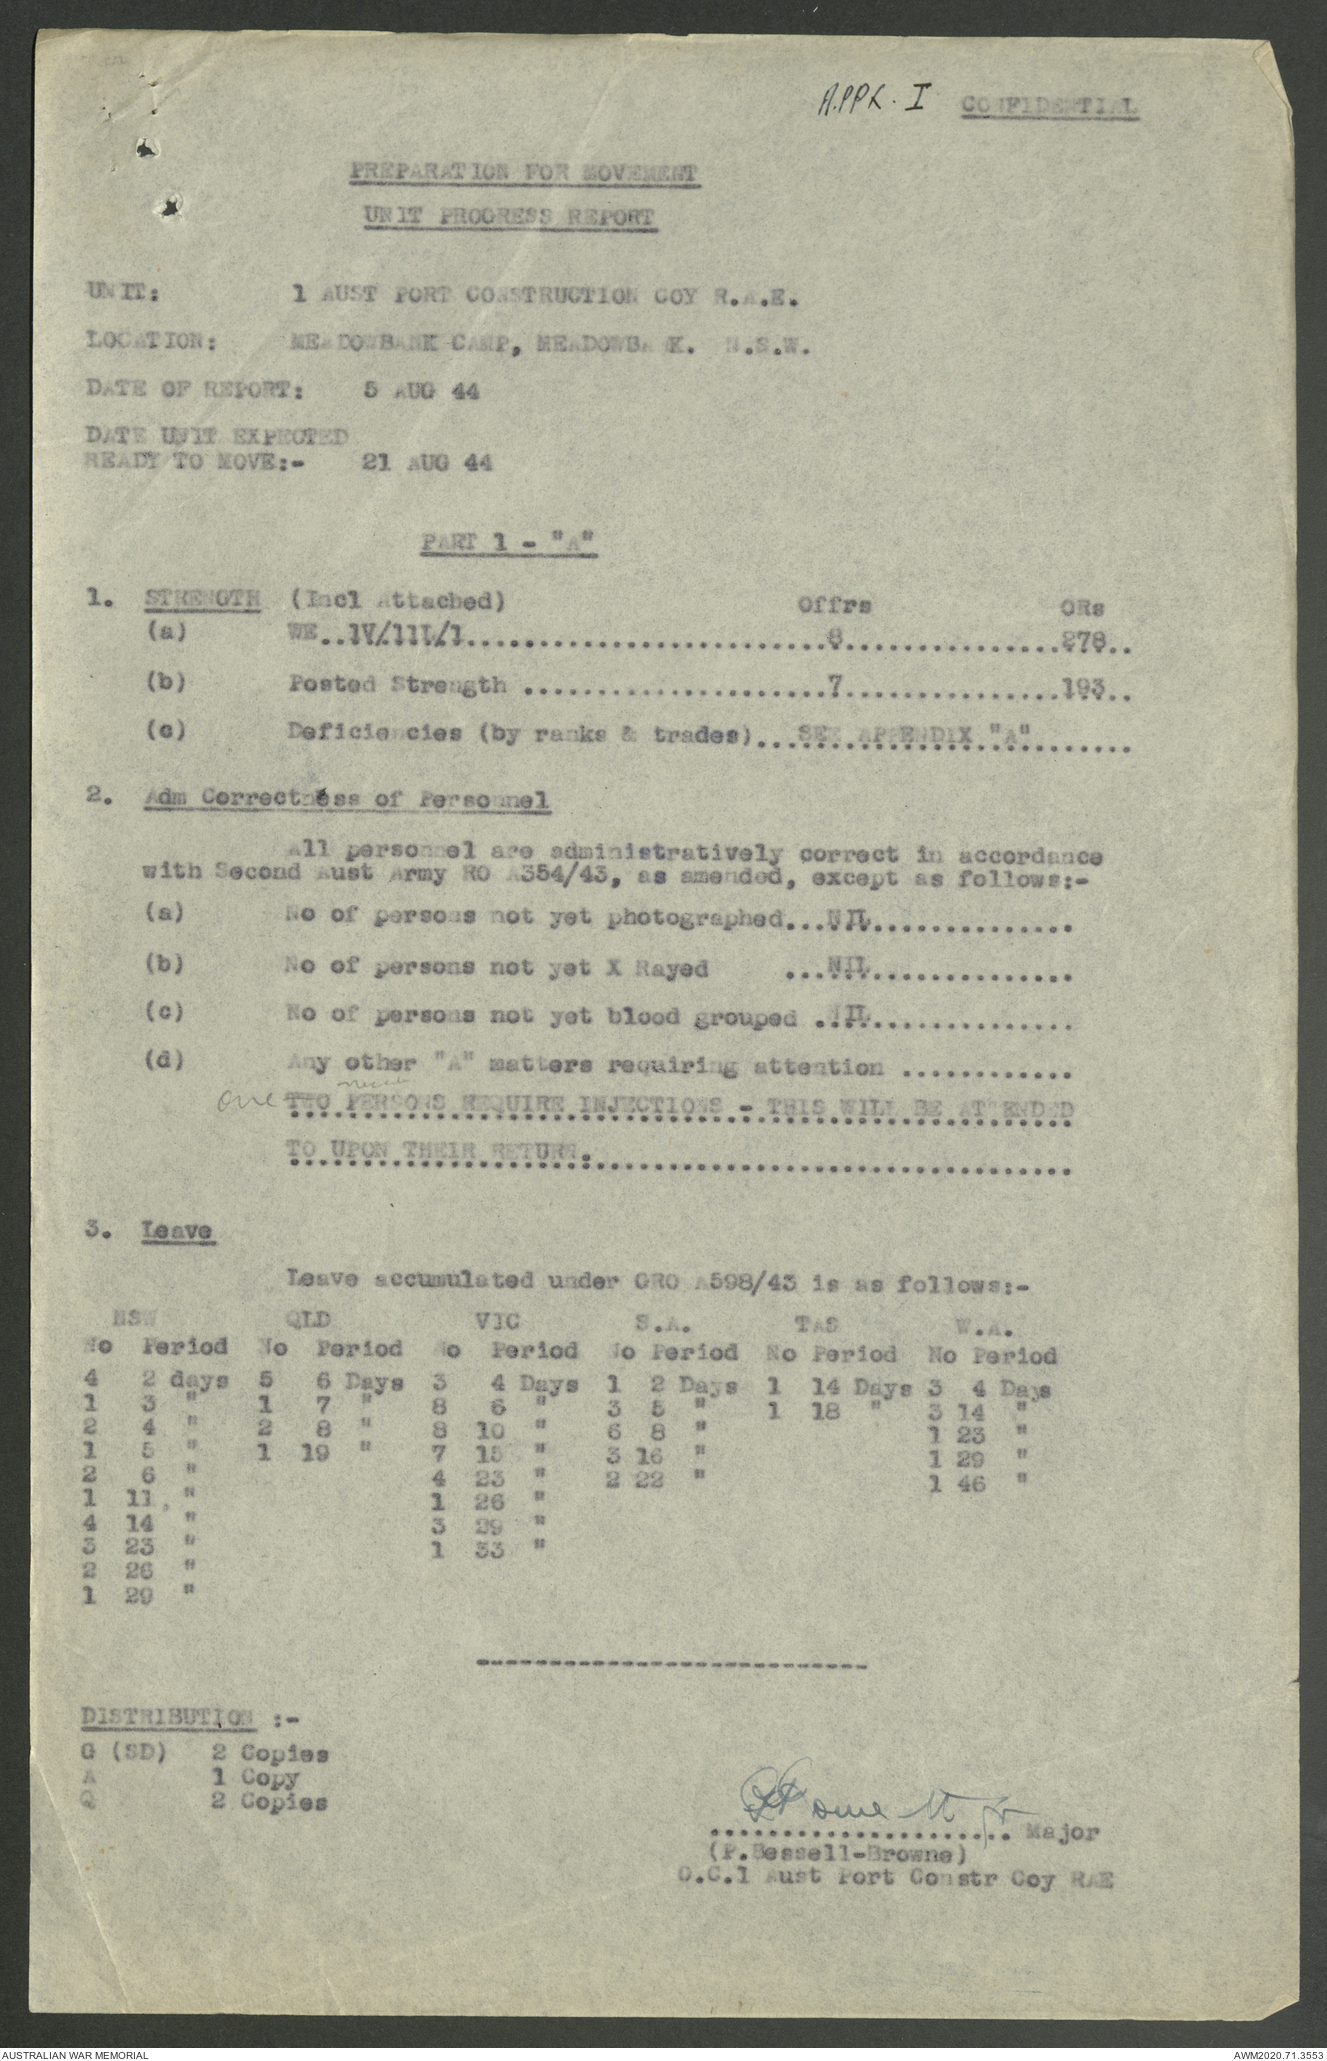 APPX. I CONFIDENTIAL
PREPARATION FOR MOVEMENT
UNIT PROGRESS REPORT
UNIT: 1 AUST PORT CONSTRUCTION COY R.A.E.
LOCATION: MEADOWBANK CAMP, MEADOWBANK. N.S.W.
DATE OF REPORT: 5 AUG 44
DATE UNIT EXPECTED
READY TO MOVE:- 21 AUG 44
PART 1 - "A"
1. STRENGTH (Incl Attached) Offrs ORs
(a) WE..1V/11L/1..............................8..................278..
(b) Posted Strength .....................7..................193..
(c) Deficiencies (by ranks & trades)...SEE APPENDIX "A".......
2. Adm Correctness of Personnel
All personnel are administratively correct in accordance
with Second Aust Army RO A354/43, as amended, except as follows:-
(a) No of persons not yet photographed...NIL..............
(b) No of persons not yet X Rayed ...NIL..............
(c) No of persons not yet blood grouped .NIL..............
(d) Any other "A" matters requiring attention ............
one TWO PERSONS REQUIRE INJECTIONS - THIS WILL BE ATTENDED
TO UPON THEIR RETURN.
3. Leave
Leave accumulated under GRO A598/43 is as follows:-
NSW QLD VIC S.A. TAS W.A.
No Period No Period No Period No Period No Period No Period
4 2 days 5 6 Days 3 4 Days 1 2 Days 1 14 Days 3 4 Days
1 3 " 1 7 " 8 6 " 3 5 " 1 18 " 3 14 "
2 4 " 2 8 " 8 10 " 6 8 " 1 23 "
1 5 " 1 19 " 7 15 " 3 16 " 1 29 "
2 6 " 4 23 " 2 22 " 1 46 "
1 11 " 1 26 "
4 14 " 3 29 "
3 23 " 1 33 "
2 26 "
1 29 "
---------------------------
DISTRIBUTION :-
G (SD) 2 Copies
A 1 Copy
Q 2 Copies
..................... Major
(P.Bessell-Browne)
O.C.1 Aust Port Constr Coy RAE
AUSTRALIAN WAR MEMORIAL AWM2020.71.3553